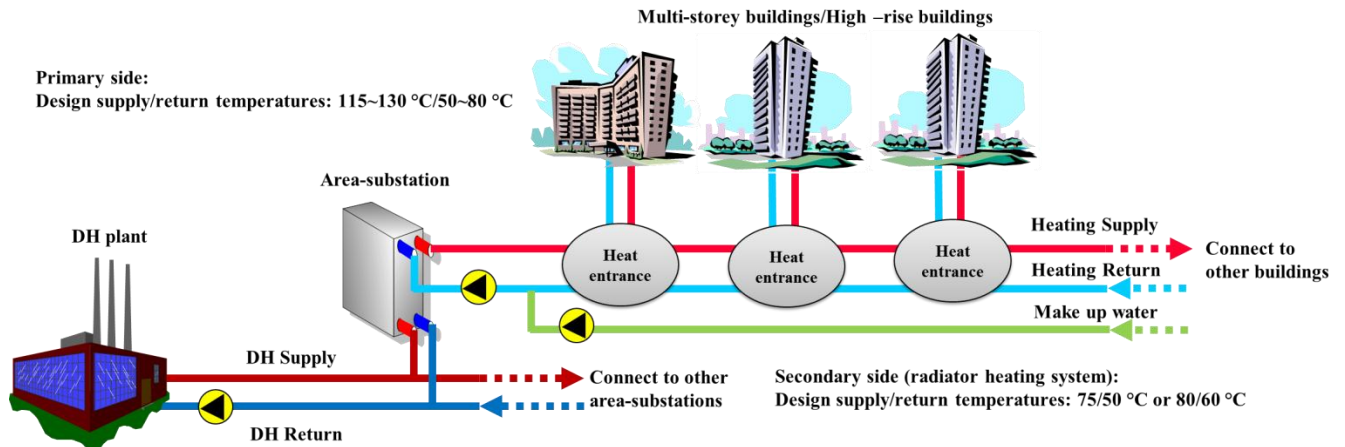 Multi-storey buildings/High –rise buildings
Primary side:
Design supply/return temperatures: 115~130 °C/50~80 °C
Area-substation
DH plant
Heat
entrance
Heat
entrance
Heat
entrance
Heating Supply
Heating Return
Connect to
other buildings
Make up water
DH Supply
DH Return
Connect to other
area-substations
Secondary side (radiator heating system):
Design supply/return temperatures: 75/50 °C or 80/60 °C